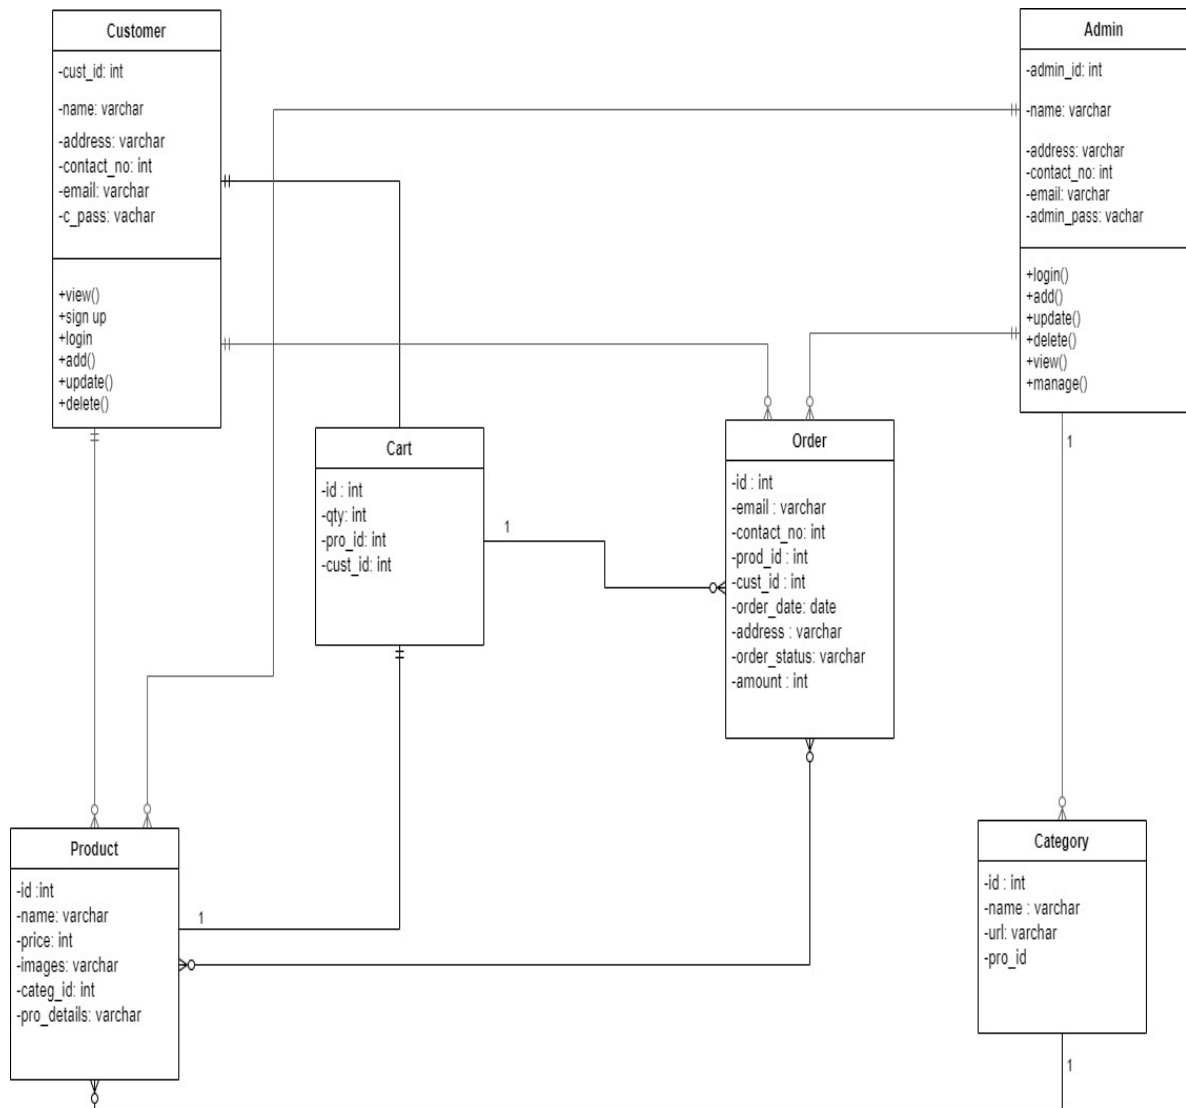 Customer
-cust_id: int
-name: varchar
-address: varchar
-contact_no: int
-email: varchar
-c_pass: vachar
+view()
+sign up
+login
+add()
+update()
+delete()
Admin
-admin_id: int
-name: varchar
-address: varchar
-contact_no: int
-email: varchar
-admin_pass: vachar
+login()
+add()
+update()
+delete()
+view()
+manage()
1
Cart
-id : int
-qty: int
-pro_id: int
-cust_id: int
1
Order
-id : int
-email : varchar
-contact_no: int
-prod_id : int
-cust_id : int
-order_date: date
-address : varchar
-order_status: varchar
-amount : int
Product
-id :int
-name: varchar
-price: int
-images: varchar
-categ_id: int
-pro_details: varchar
1
Category
-id : int
-name : varchar
-url: varchar
-pro_id
1